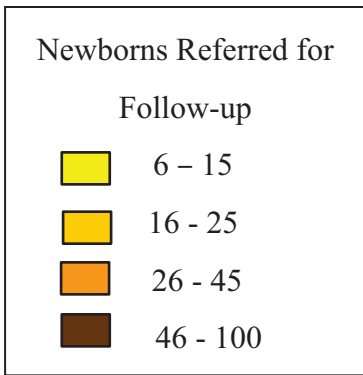 Newborns Referred for
Follow-up
6 – 15
16 - 25
26 - 45
46 - 100